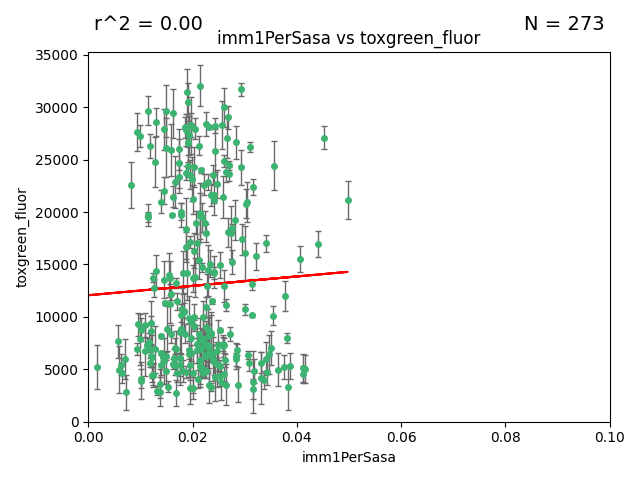 r^2 = 0.00 N = 273
imm1PerSasa vs toxgreen_fluor
35000
30000
25000
20000
15000
10000
5000
0
toxgreen_fluor
0.00 0.02 0.04 0.06 0.08 0.10
imm1PerSasa